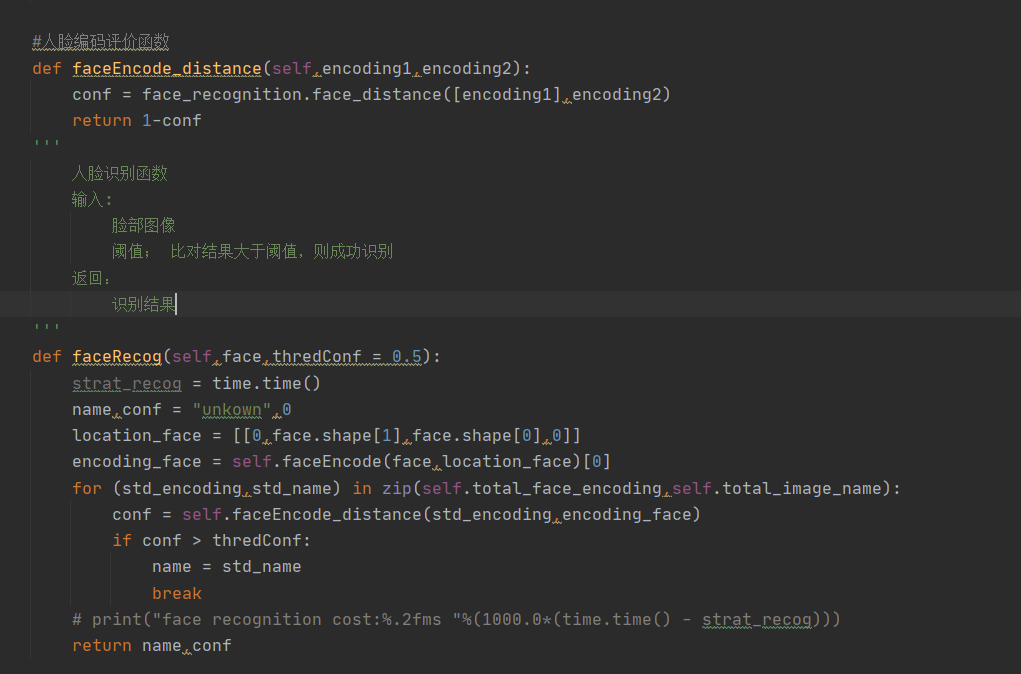 #人脸编码评价函数
def faceEncode_distance(self,encoding1,encoding2):
    conf = face_recognition.face_distance([encoding1],encoding2)
    return 1-conf
'''
    人脸识别函数
    输入:
        脸部图像
        阈值; 比对结果大于阈值,则成功识别
    返回:
        识别结果
'''
def faceRecog(self,face,thredConf = 0.5):
    strat_recog = time.time()
    name,conf = "unkown",0
    location_face = [[0,face.shape[1],face.shape[0],0]]
    encoding_face = self.faceEncode(face,location_face)[0]
    for (std_encoding,std_name) in zip(self.total_face_encoding,self.total_image_name):
        conf = self.faceEncode_distance(std_encoding,encoding_face)
        if conf > thredConf:
            name = std_name
            break
    # print("face recognition cost:%.2fms "%(1000.0*(time.time() - strat_recog)))
    return name,conf